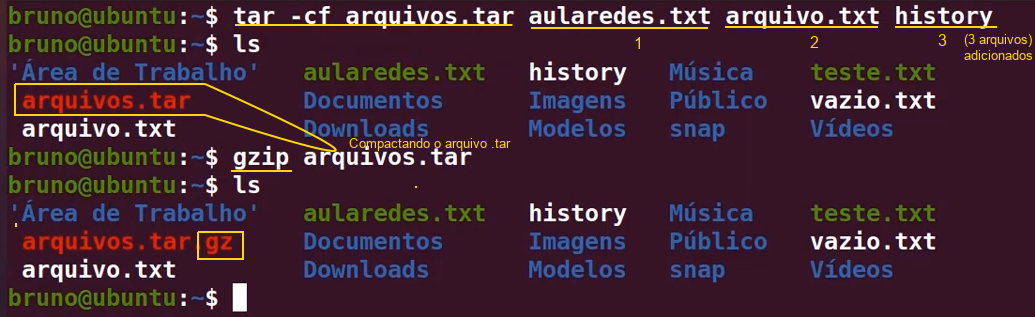 bruno@ubuntu:~$ tar -cf arquivos.tar aularedes.txt arquivo.txt history
1 2 3 (3 arquivos) adicionados
bruno@ubuntu:~$ ls
'Área de Trabalho' aularedes.txt history Música teste.txt
arquivos.tar Documentos Imagens Público vazio.txt
arquivo.txt Downloads Modelos snap Vídeos
Compactando o arquivo .tar
bruno@ubuntu:~$ gzip arquivos.tar
bruno@ubuntu:~$ ls
'Área de Trabalho' aularedes.txt history Música teste.txt
arquivos.tar.gz Documentos Imagens Público vazio.txt
arquivo.txt Downloads Modelos snap Vídeos
bruno@ubuntu:~$